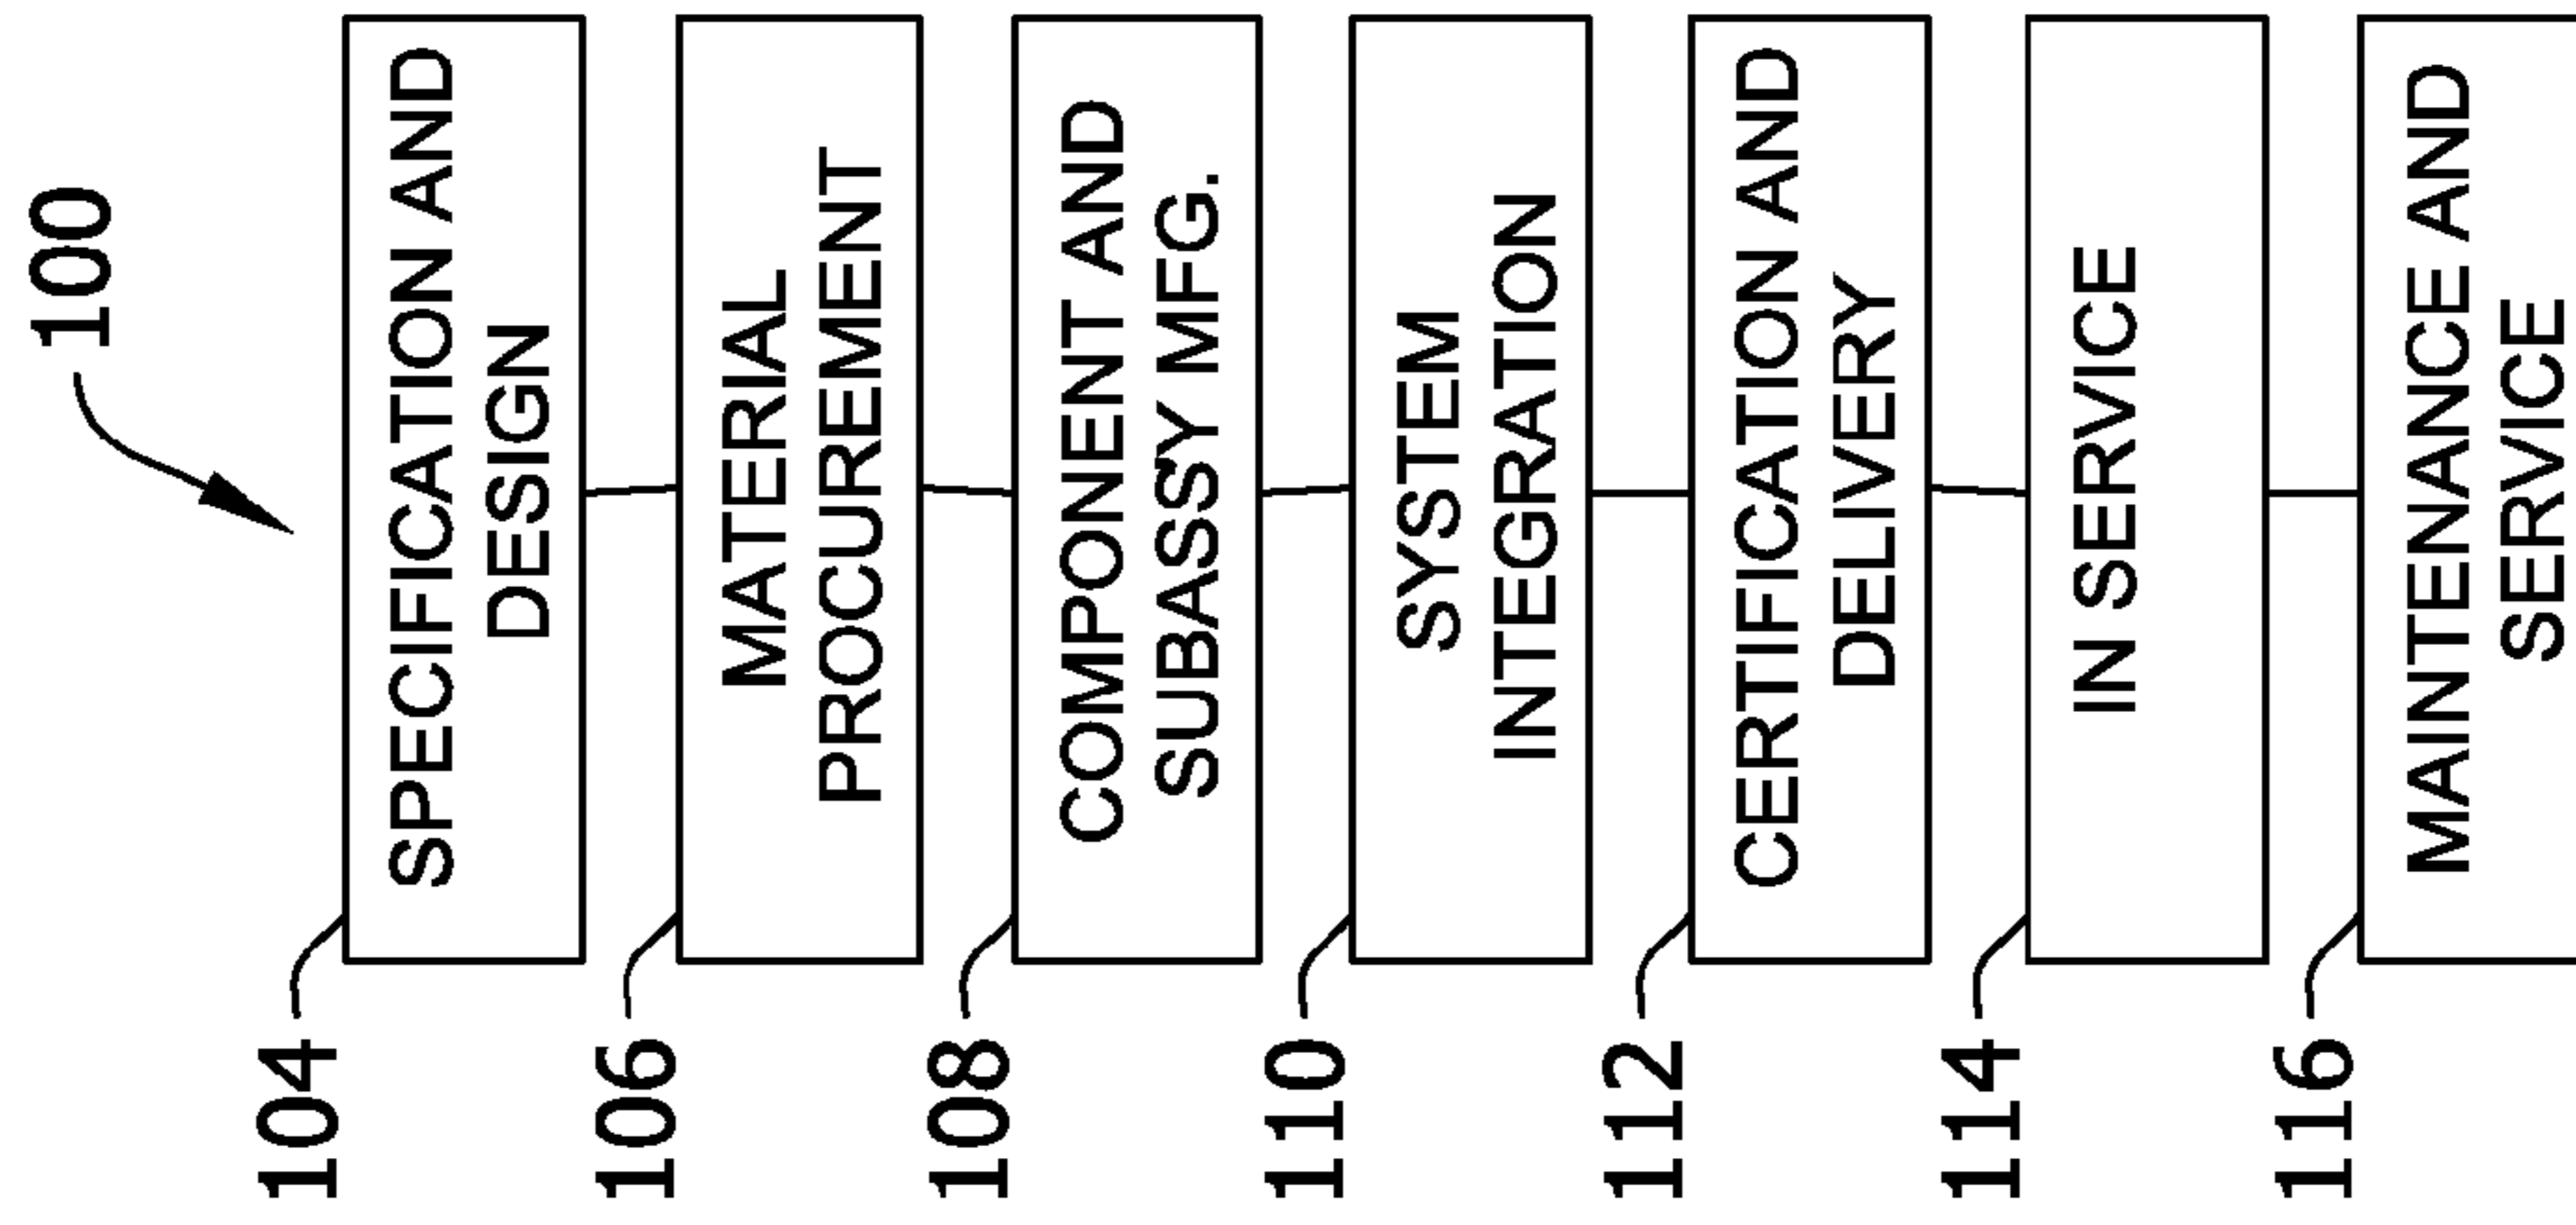 100
104
SPECIFICATION AND
DESIGN
106
MATERIAL
PROCUREMENT
108
COMPONENT AND
SUBASSY MFG.
110
SYSTEM
INTEGRATION
112
CERTIFICATION AND
DELIVERY
114
IN SERVICE
116
MAINTENANCE AND
SERVICE